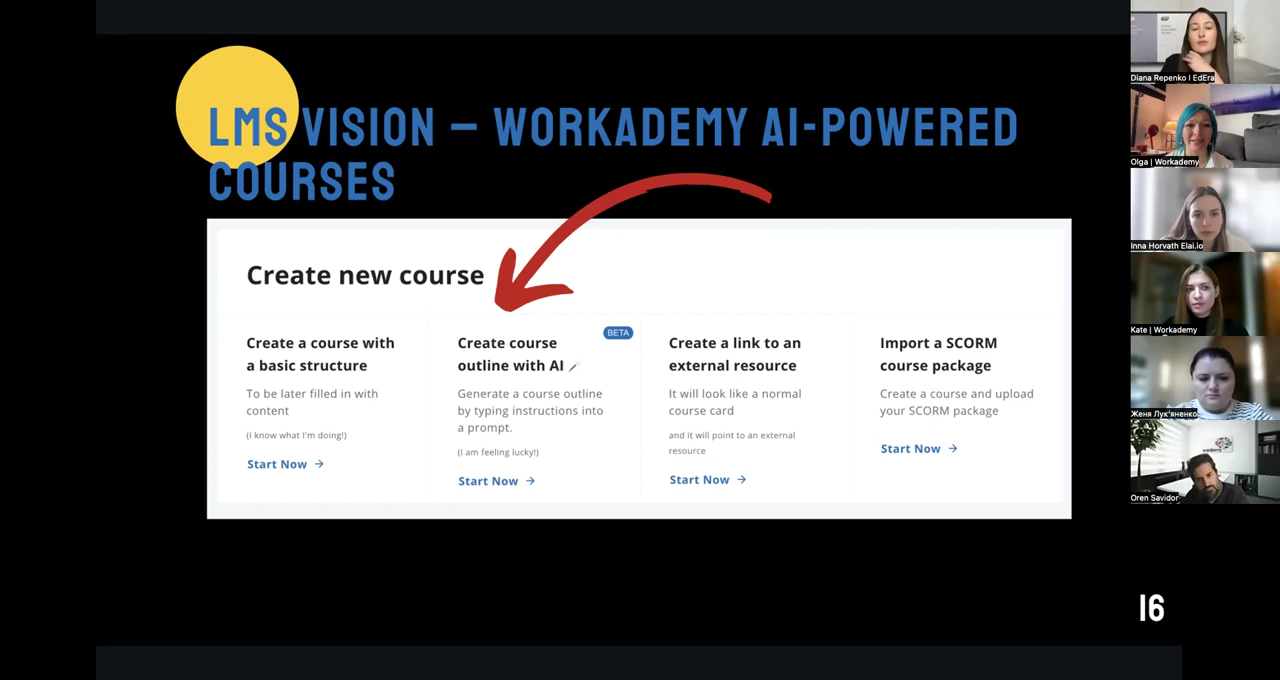 LMS VISION – WORKADEMY AI-POWERED
COURSES
Create new course
Create a course with
a basic structure
To be later filled in with
content
(I know what I'm doing!)
Start Now →
BETA
Create course
outline with AI
Generate a course outline
by typing instructions into
a prompt.
(I am feeling lucky!)
Start Now →
Create a link to an
external resource
It will look like a normal
course card
and it will point to an external
resource
Start Now →
Import a SCORM
course package
Create a course and upload
your SCORM package
Start Now →
16
Diana Repenko | EdEra
Olga | Workademy
Inna Horvath Elai.io
Kate | Workademy
Женя Лук'яненко
Oren Savidor